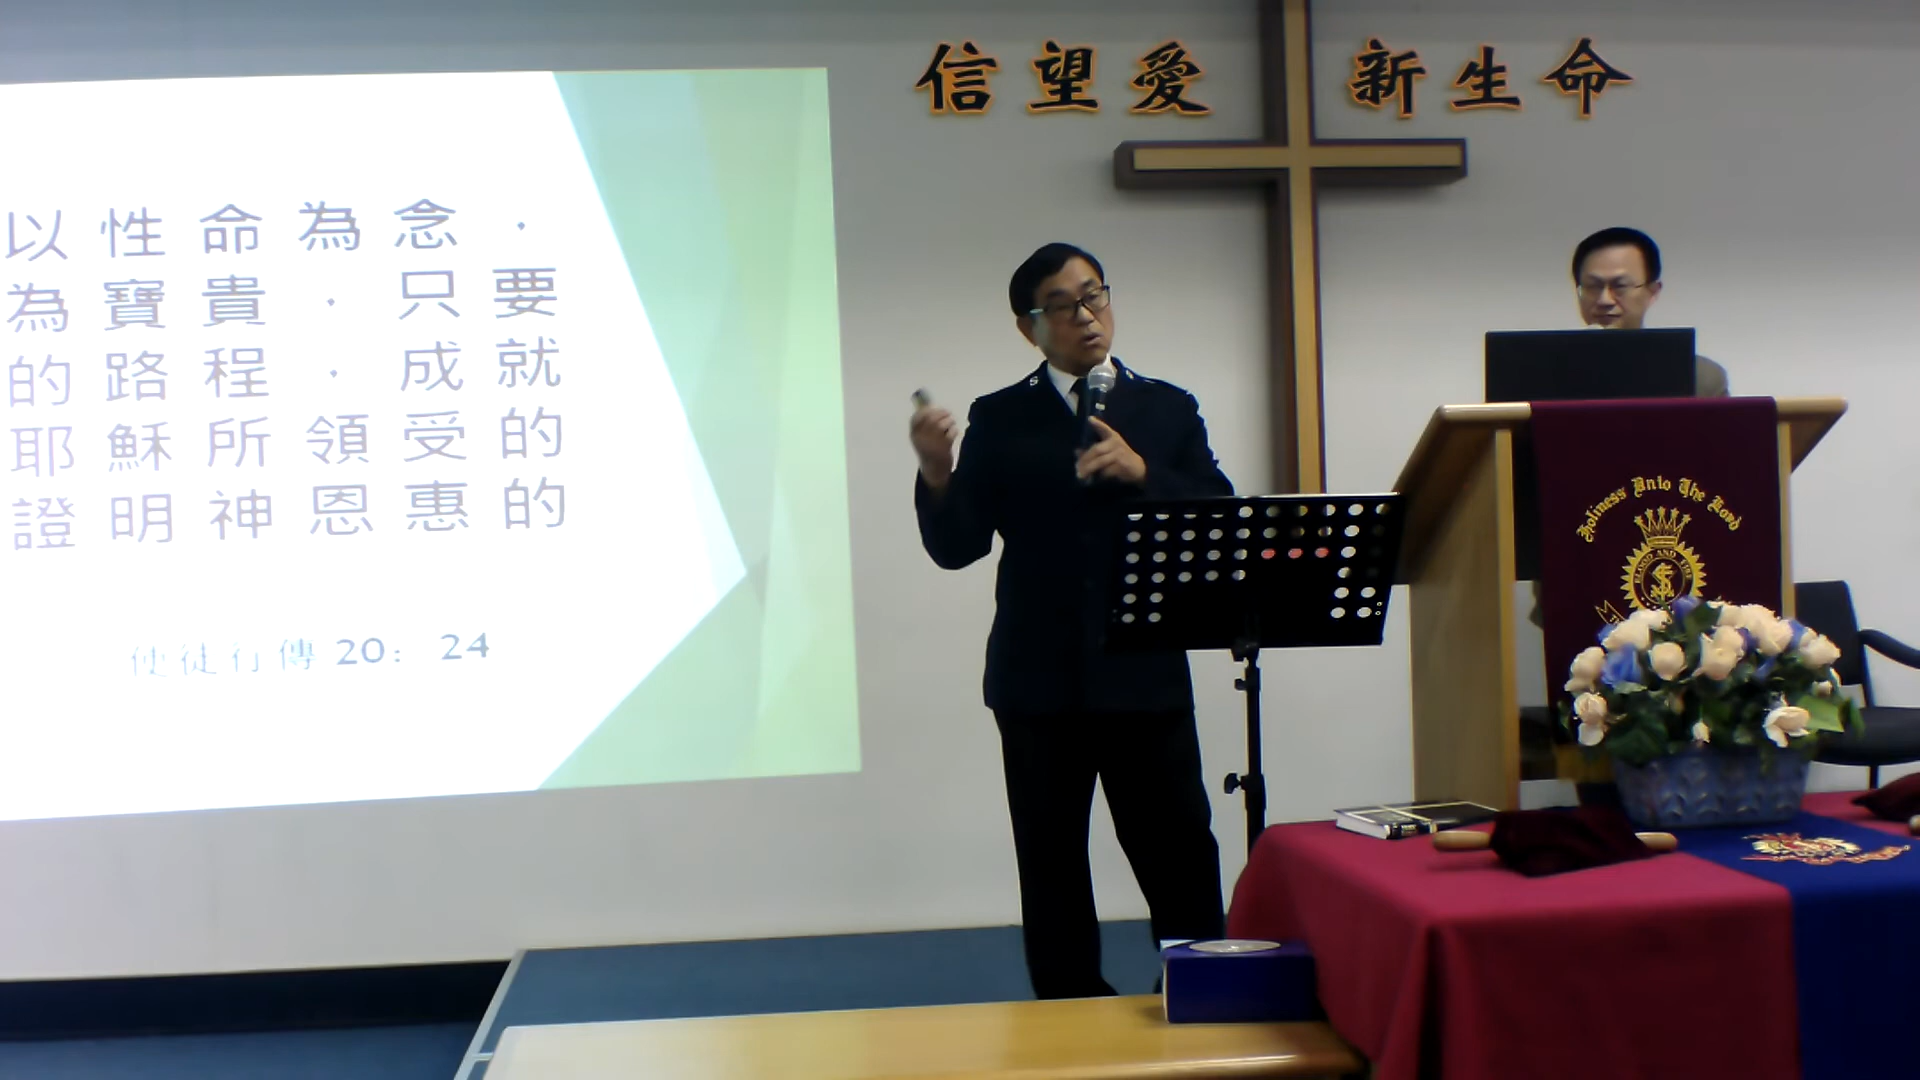 信望愛 新生命
以性命為念．
為寶貴．只要
的路程．成就
耶穌所領受的
證明神恩惠的
使徒行傳 20： 24
Holiness Unto The Lord
BLOOD AND FIRE
S